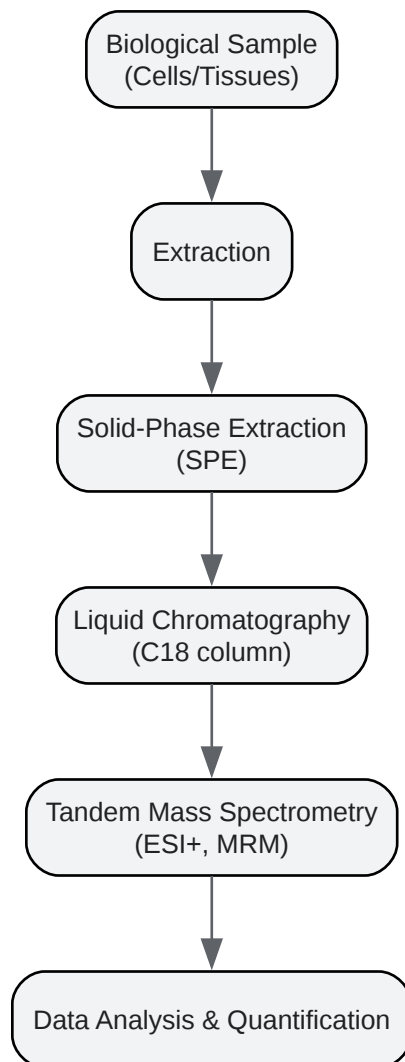 Biological Sample
(Cells/Tissues)
Extraction
Solid-Phase Extraction
(SPE)
Liquid Chromatography
(C18 column)
Tandem Mass Spectrometry
(ESI+, MRM)
Data Analysis & Quantification